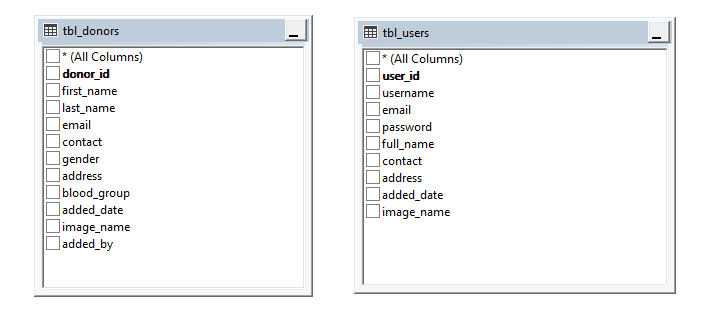 tbl_donors
* (All Columns)
donor_id
first_name
last_name
email
contact
gender
address
blood_group
added_date
image_name
added_by
tbl_users
* (All Columns)
user_id
username
email
password
full_name
contact
address
added_date
image_name